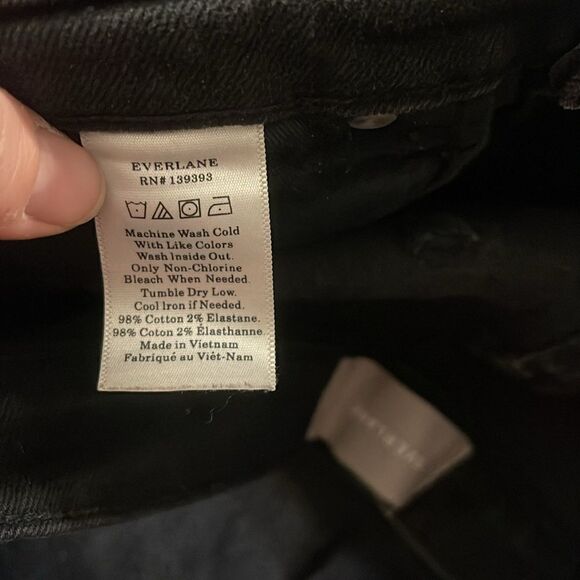 EVERLANE
RN# 139393
Machine Wash Cold
With Like Colors
Wash Inside Out.
Only Non-Chlorine
Bleach When Needed.
Tumble Dry Low.
Cool Iron if Needed.
98% Cotton 2% Elastane.
98% Coton 2% Élasthanne.
Made in Vietnam
Fabriqué au Viêt-Nam